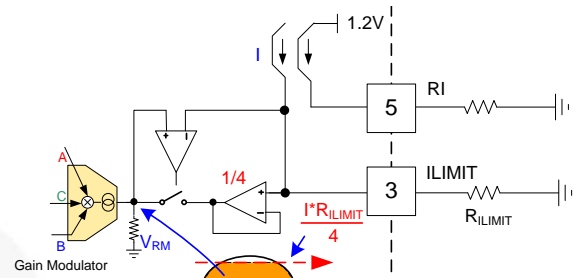 1.2V
I
RI
5
+ I
A
1/4
+
ILIMIT
3
C
−
I*RILIMIT
4
RILIMIT
B
VRM
Gain Modulator